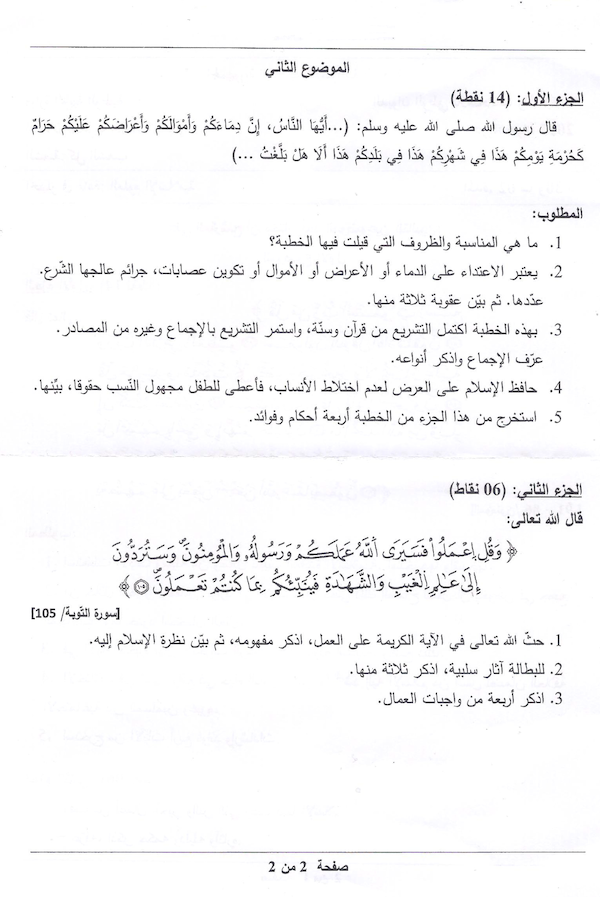 الموضوع الثاني
الجزء الأول: (14 نقطة)
قال رسول الله صلى الله عليه وسلم: (...أَيُّهَا النَّاسُ، إِنَّ دِمَاءَكُمْ وَأَمْوَالَكُمْ وَأَعْرَاضَكُمْ عَلَيْكُمْ حَرَامٌ
كَحُرْمَةِ يَوْمِكُمْ هَذَا فِي شَهْرِكُمْ هَذَا فِي بَلَدِكُمْ هَذَا أَلَا هَلْ بَلَّغْتُ ...)
المطلوب:
1. ما هي المناسبة والظروف التي قيلت فيها الخطبة؟
2. يعتبر الاعتداء على الدماء أو الأعراض أو الأموال أو تكوين عصابات، جرائم عالجها الشّرع.
عدّدها. ثم بيّن عقوبة ثلاثة منها.
3. بهذه الخطبة اكتمل التشريع من قرآن وسنّة، واستمر التشريع بالإجماع وغيره من المصادر.
عرّف الإجماع واذكر أنواعه.
4. حافظ الإسلام على العرض لعدم اختلاط الأنساب، فأعطى للطفل مجهول النّسب حقوقا، بيّنها.
5. استخرج من هذا الجزء من الخطبة أربعة أحكام وفوائد.
الجزء الثاني: (06 نقاط)
قال الله تعالى:
﴿ وَقُلِ اِعْمَلُواْ فَسَيَرَى اَللَّهُ عَمَلَكُمْ وَرَسُولُهُۥ وَالْمُومِنُونَ وَسَتُرَدُّونَ
إِلَىٰ عَٰلِمِ اِلْغَيْبِ وَالشَّهَٰدَةِ فَيُنَبِّئُكُم بِمَا كُنتُمْ تَعْمَلُونَ ١٠٥ ﴾
[سورة التّوبة/ 105]
1. حثّ الله تعالى في الآية الكريمة على العمل، اذكر مفهومه، ثم بيّن نظرة الإسلام إليه.
2. للبطالة آثار سلبية، اذكر ثلاثة منها.
3. اذكر أربعة من واجبات العمال.
صفحة 2 من 2